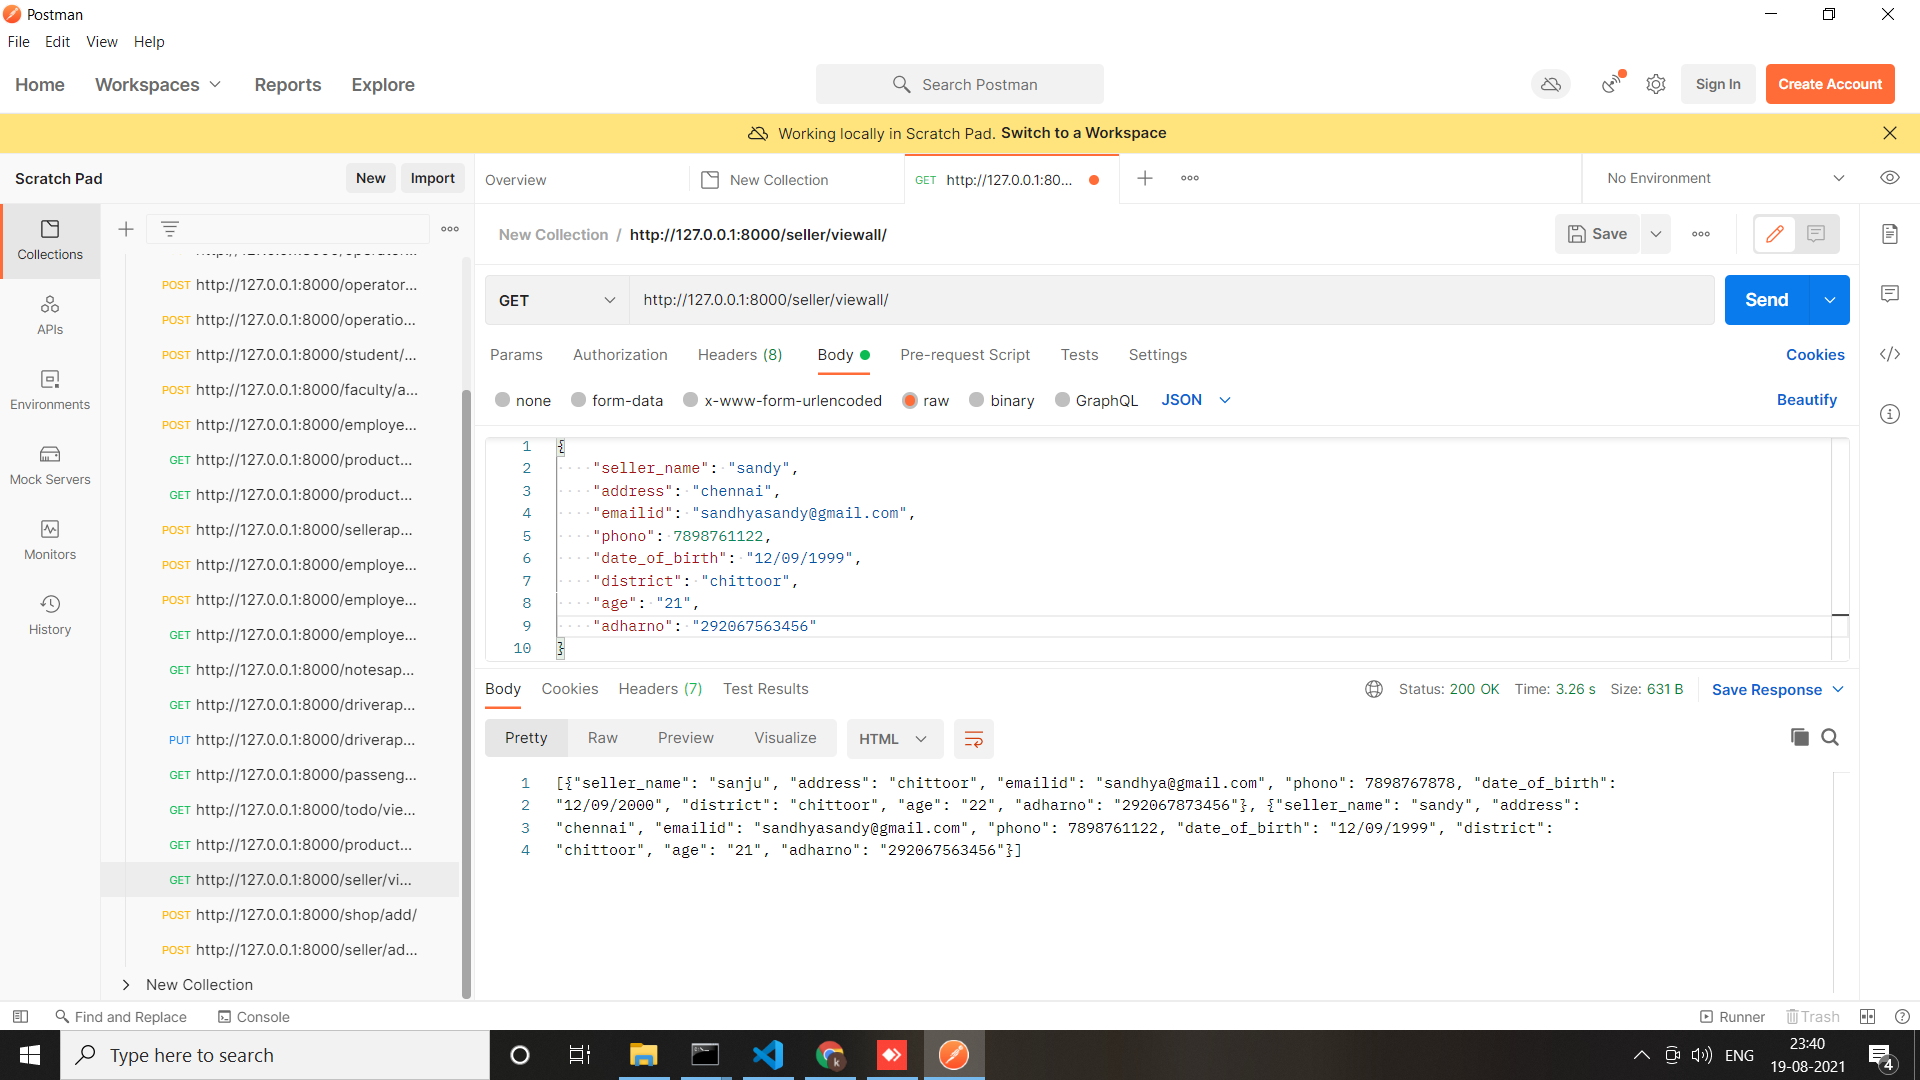 Postman
File Edit View Help
Home Workspaces Reports Explore
Search Postman
Sign In Create Account
Working locally in Scratch Pad. Switch to a Workspace
Scratch Pad New Import
Overview New Collection GET http://127.0.0.1:80... No Environment
Collections
APIs
Environments
Mock Servers
Monitors
History
POST http://127.0.0.1:8000/operator...
POST http://127.0.0.1:8000/operatio...
POST http://127.0.0.1:8000/student/...
POST http://127.0.0.1:8000/faculty/a...
POST http://127.0.0.1:8000/employe...
GET http://127.0.0.1:8000/product...
GET http://127.0.0.1:8000/product...
POST http://127.0.0.1:8000/sellerap...
POST http://127.0.0.1:8000/employe...
POST http://127.0.0.1:8000/employe...
GET http://127.0.0.1:8000/employe...
GET http://127.0.0.1:8000/notesap...
GET http://127.0.0.1:8000/driverap...
PUT http://127.0.0.1:8000/driverap...
GET http://127.0.0.1:8000/passeng...
GET http://127.0.0.1:8000/todo/vie...
GET http://127.0.0.1:8000/product...
GET http://127.0.0.1:8000/seller/vi...
POST http://127.0.0.1:8000/shop/add/
POST http://127.0.0.1:8000/seller/ad...
New Collection
New Collection / http://127.0.0.1:8000/seller/viewall/ Save
GET http://127.0.0.1:8000/seller/viewall/ Send
Params Authorization Headers (8) Body Pre-request Script Tests Settings Cookies
none form-data x-www-form-urlencoded raw binary GraphQL JSON Beautify
1 {
2 "seller_name": "sandy",
3 "address": "chennai",
4 "emailid": "sandhyasandy@gmail.com",
5 "phono": 7898761122,
6 "date_of_birth": "12/09/1999",
7 "district": "chittoor",
8 "age": "21",
9 "adharno": "292067563456"
10 }
Body Cookies Headers (7) Test Results Status: 200 OK Time: 3.26 s Size: 631 B Save Response
Pretty Raw Preview Visualize HTML
1 [{"seller_name": "sanju", "address": "chittoor", "emailid": "sandhya@gmail.com", "phono": 7898767878, "date_of_birth":
2 "12/09/2000", "district": "chittoor", "age": "22", "adharno": "292067873456"}, {"seller_name": "sandy", "address":
3 "chennai", "emailid": "sandhyasandy@gmail.com", "phono": 7898761122, "date_of_birth": "12/09/1999", "district":
4 "chittoor", "age": "21", "adharno": "292067563456"}]
Find and Replace Console Runner Trash
Type here to search
k
ENG
23:40
19-08-2021
4